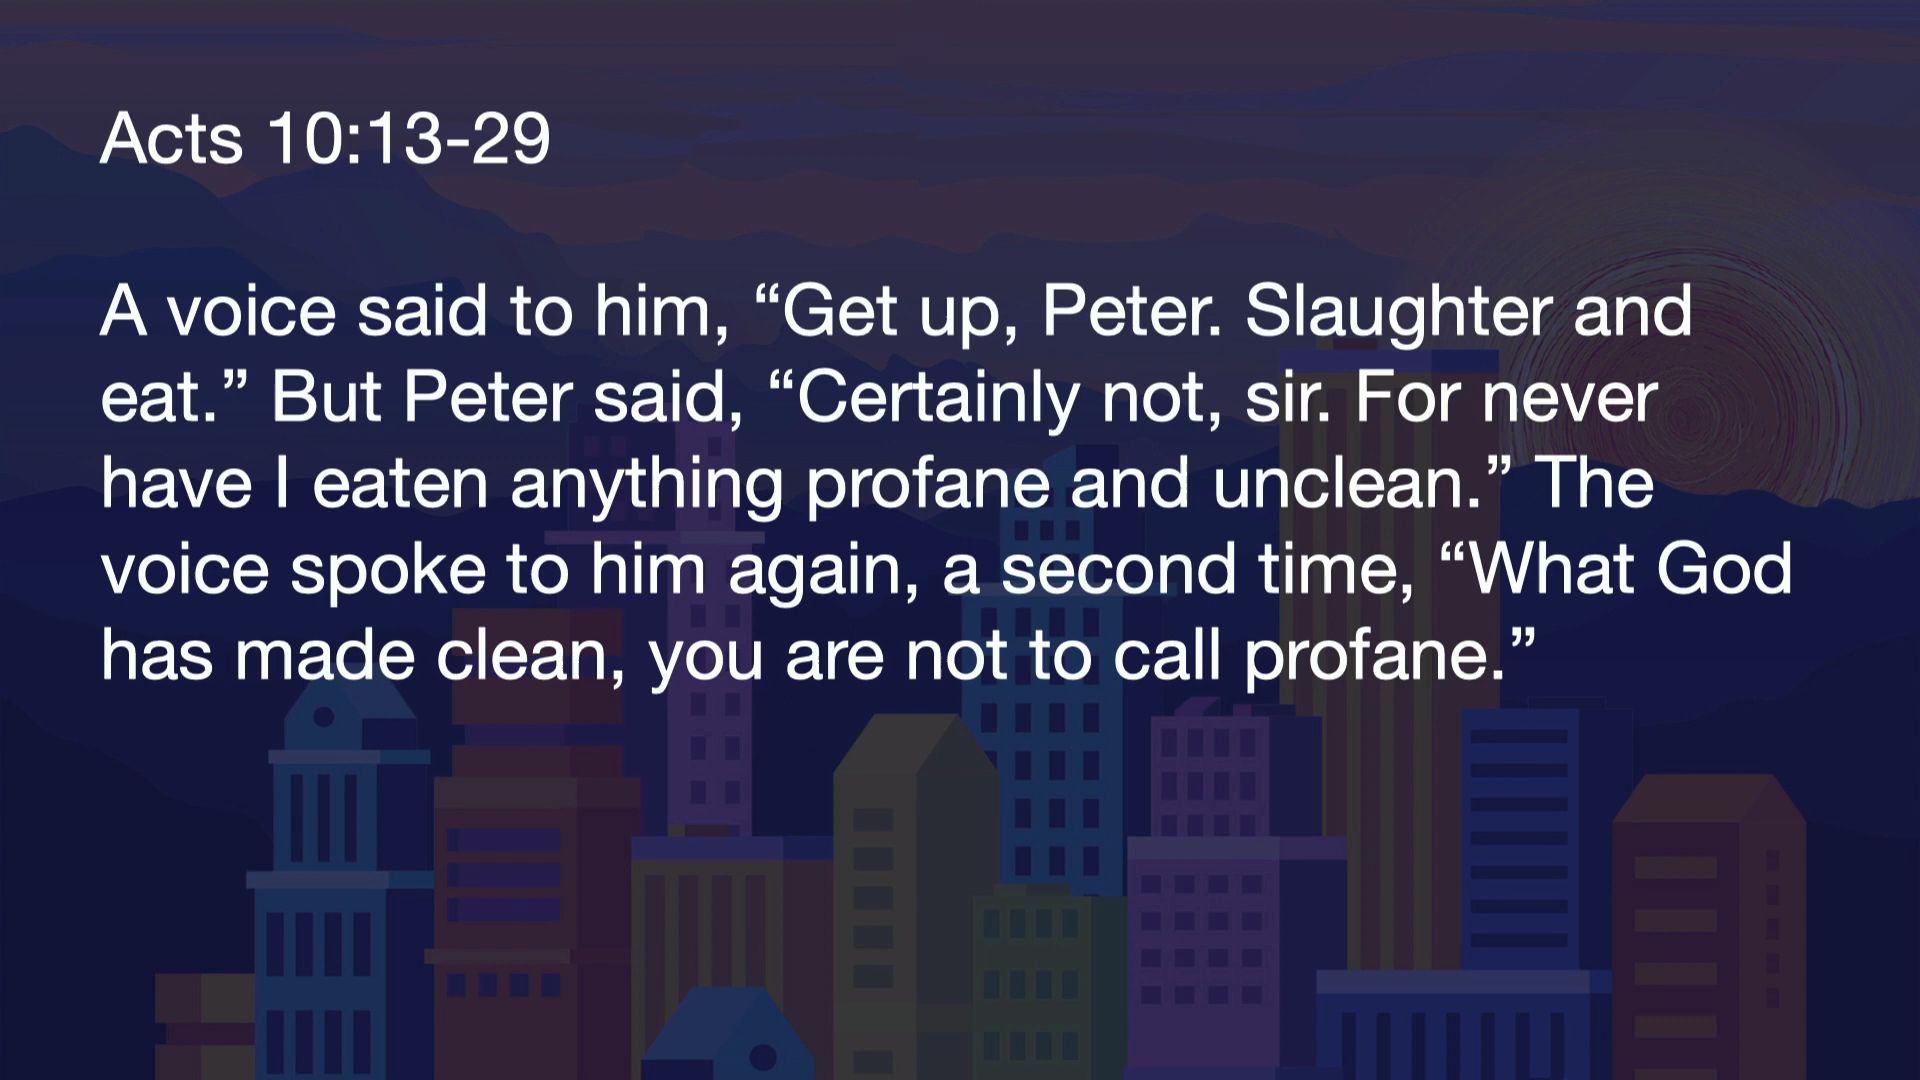 Acts 10:13-29
A voice said to him, “Get up, Peter. Slaughter and
eat.” But Peter said, “Certainly not, sir. For never
have I eaten anything profane and unclean.” The
voice spoke to him again, a second time, “What God
has made clean, you are not to call profane.”